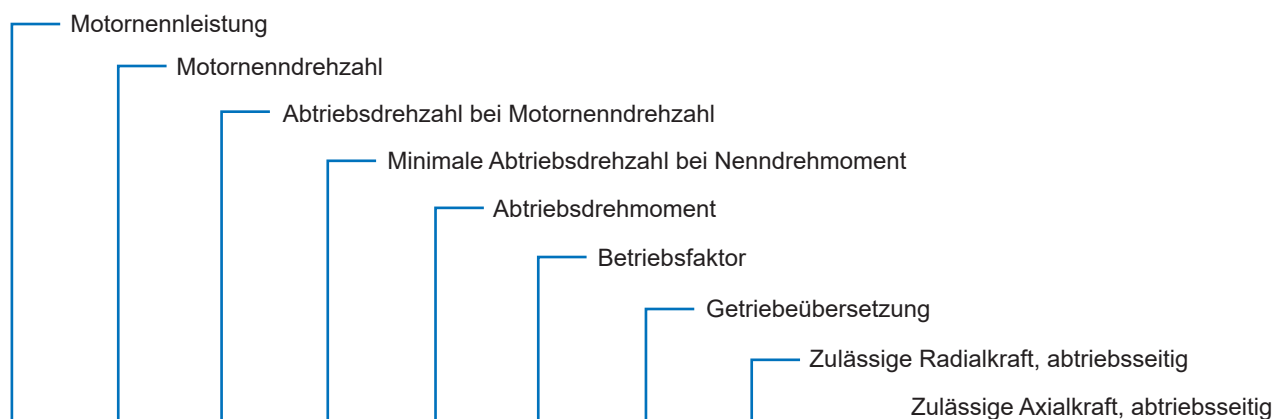 Motornennleistung
Motornenndrehzahl
Abtriebsdrehzahl bei Motornenndrehzahl
Minimale Abtriebsdrehzahl bei Nenndrehmoment
Abtriebsdrehmoment
Betriebsfaktor
Getriebeübersetzung
Zulässige Radialkraft, abtriebsseitig
Zulässige Axialkraft, abtriebsseitig